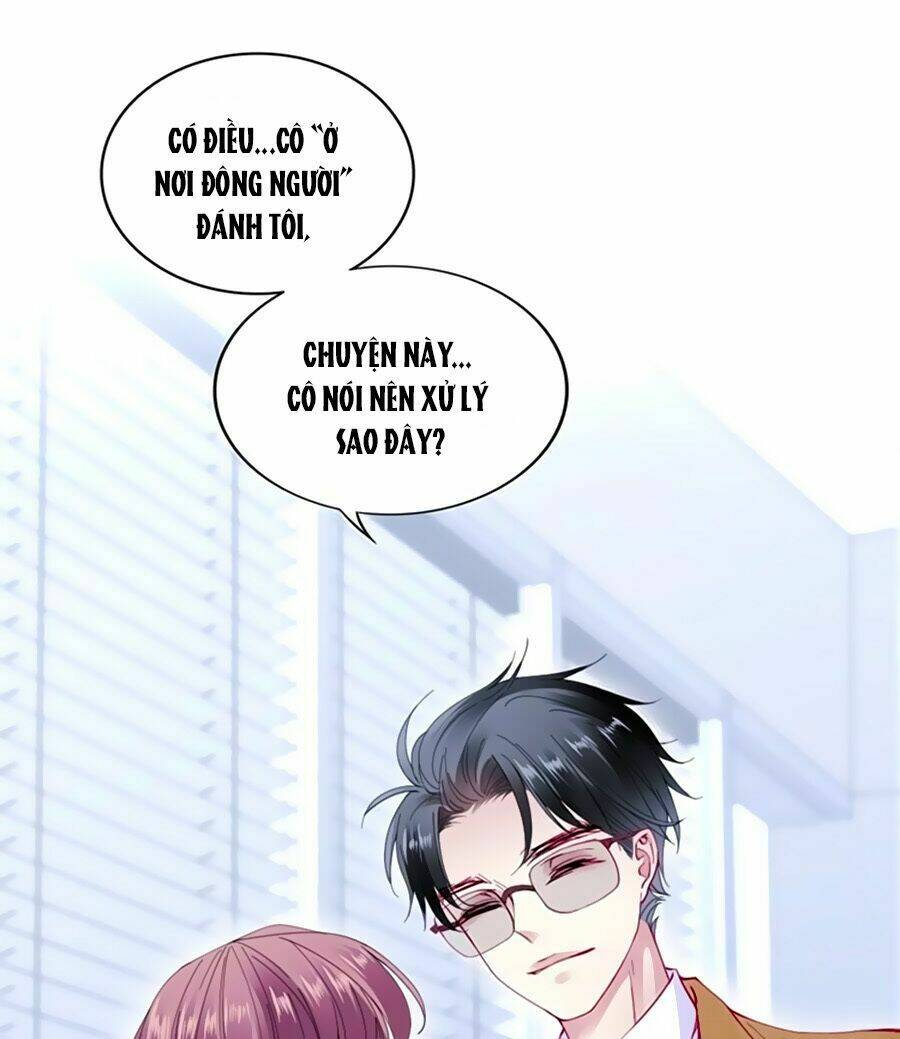 CÓ ĐIỀU...CÔ “Ở
NƠI ĐÔNG NGƯỜI”
ĐÁNH TÔI,
CHUYỆN NÀY...
CÔ NÓI NÊN XỬ LÝ
SAO ĐÂY?